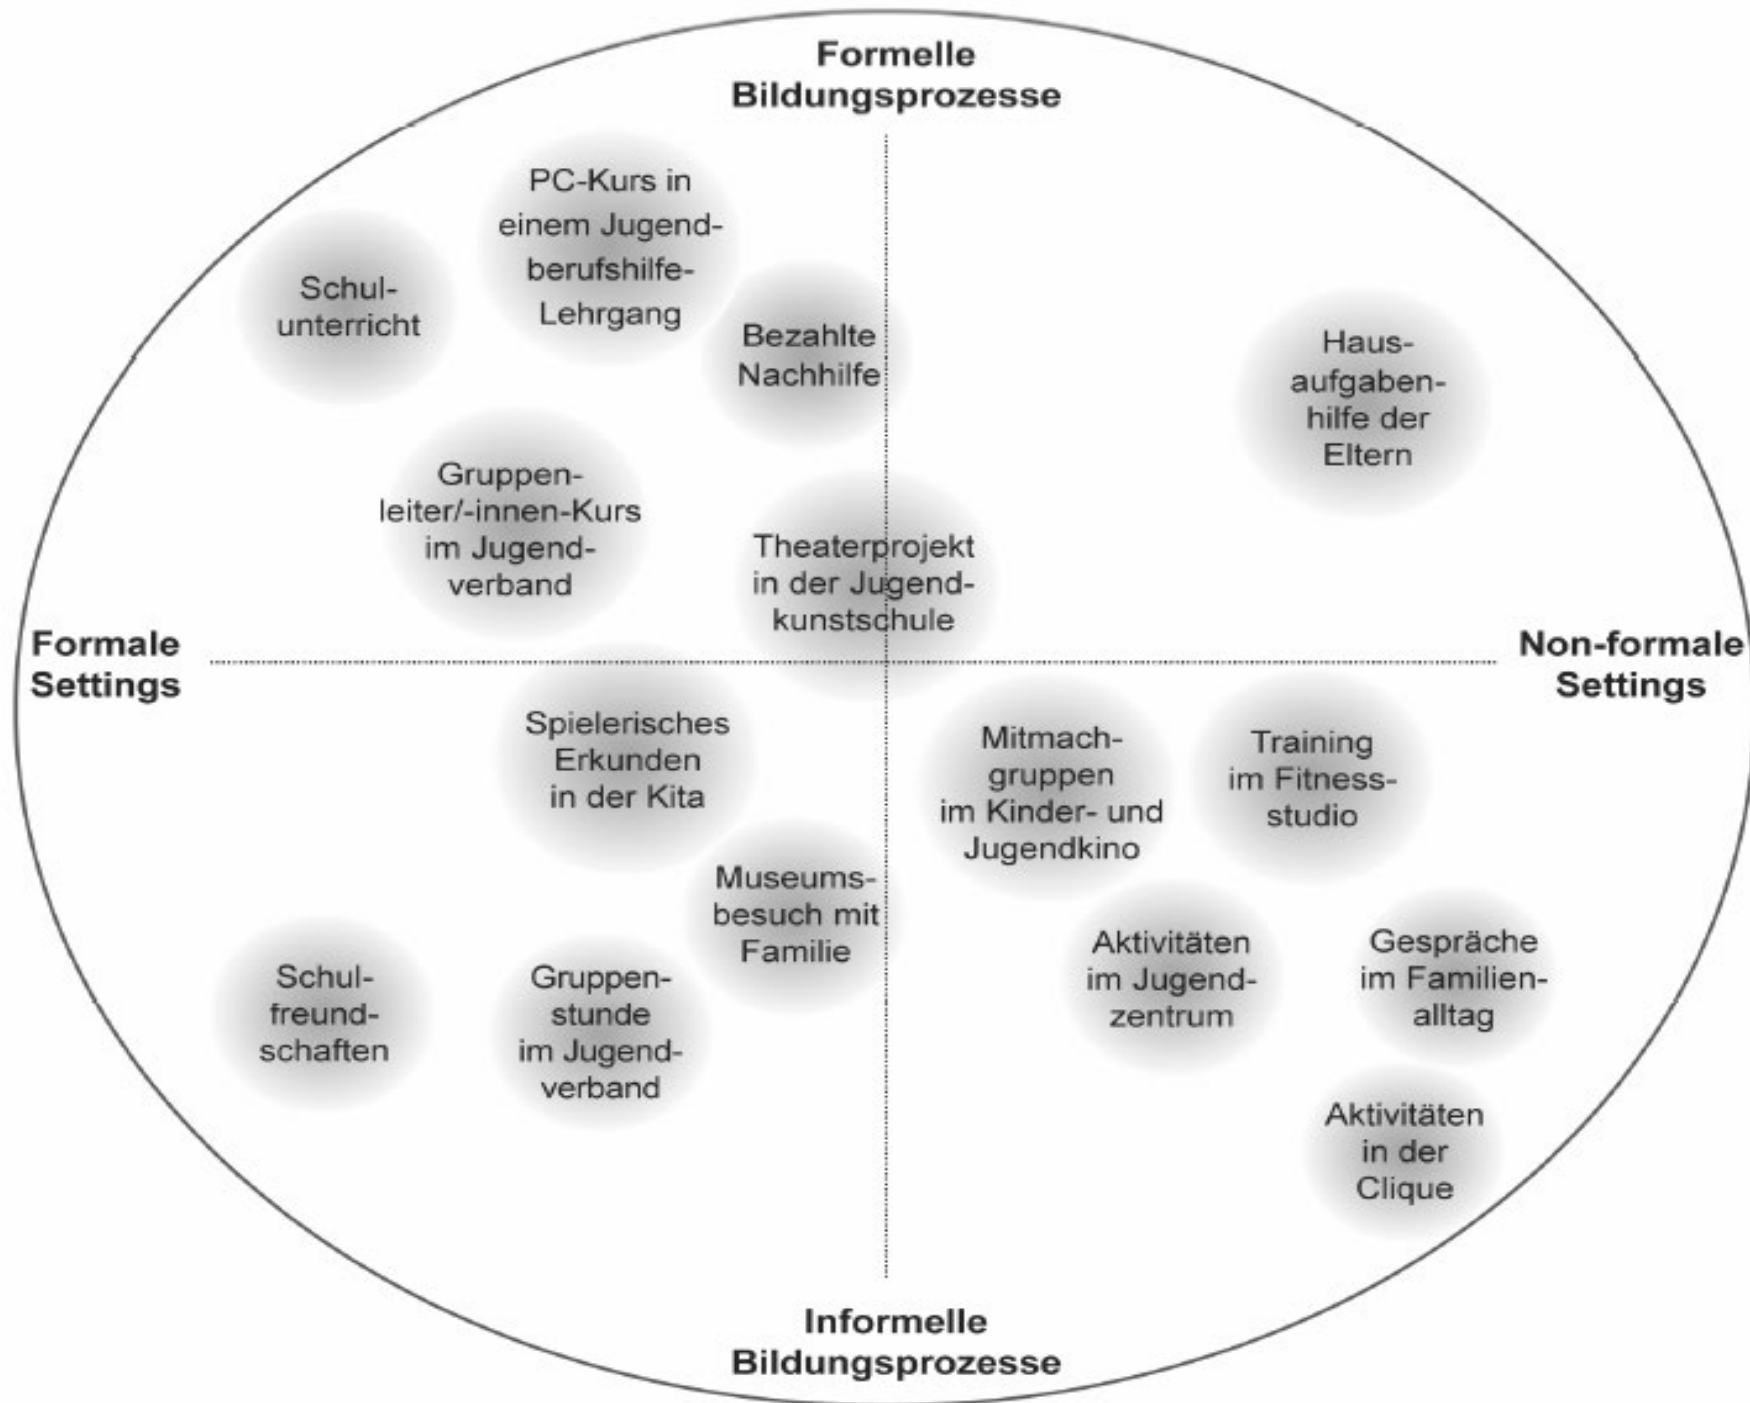 Formelle
Bildungsprozesse
PC-Kurs in
einem Jugend-
berufshilfe-
Lehrgang
Schul-
unterricht
Bezahlte
Nachhilfe
Haus-
aufgaben-
hilfe der
Eltern
Gruppen-
leiter/-innen-Kurs
im Jugend-
verband
Theaterprojekt
in der Jugend-
kunstschule
Formale
Settings
Non-formale
Settings
Spielerisches
Erkunden
in der Kita
Mitmach-
gruppen
im Kinder- und
Jugendkino
Training
im Fitness-
studio
Museums-
besuch mit
Familie
Schul-
freund-
schaften
Gruppen-
stunde
im Jugend-
verband
Aktivitäten
im Jugend-
zentrum
Gespräche
im Familien-
alltag
Aktivitäten
in der
Clique
Informelle
Bildungsprozesse